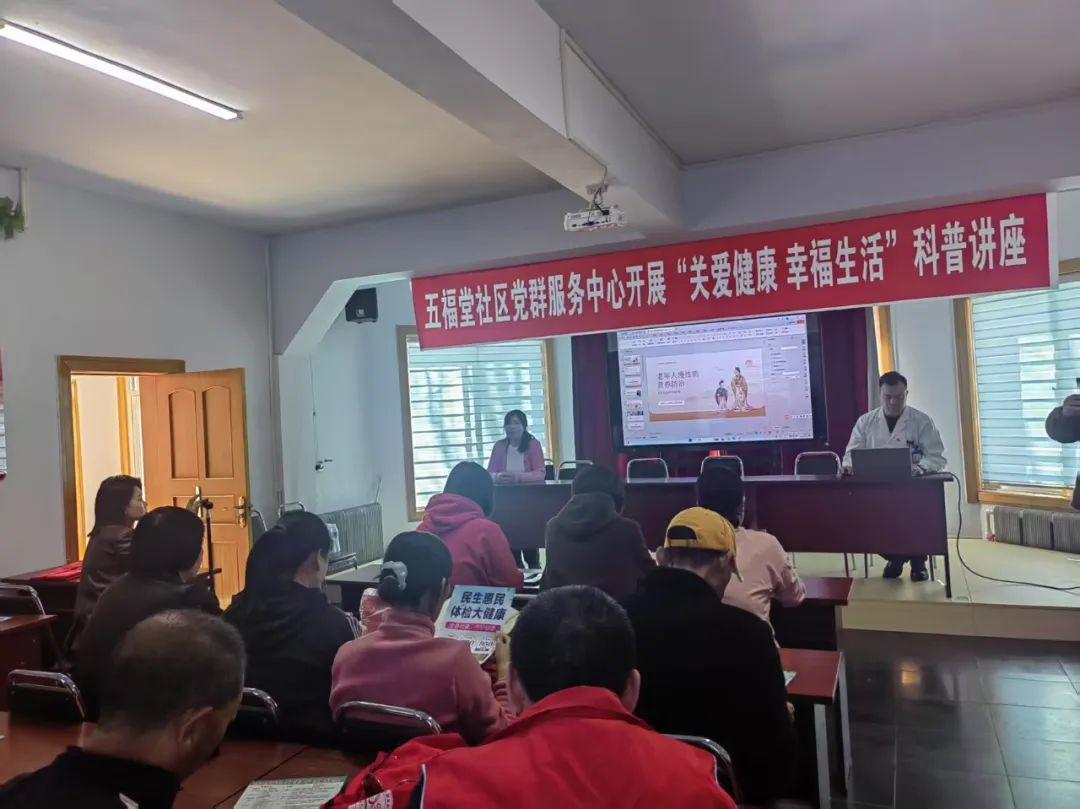 五福堂社区党群服务中心开展“关爱健康 幸福生活”科普讲座
老年人慢性病
营养防治
民生惠民
体检大健康